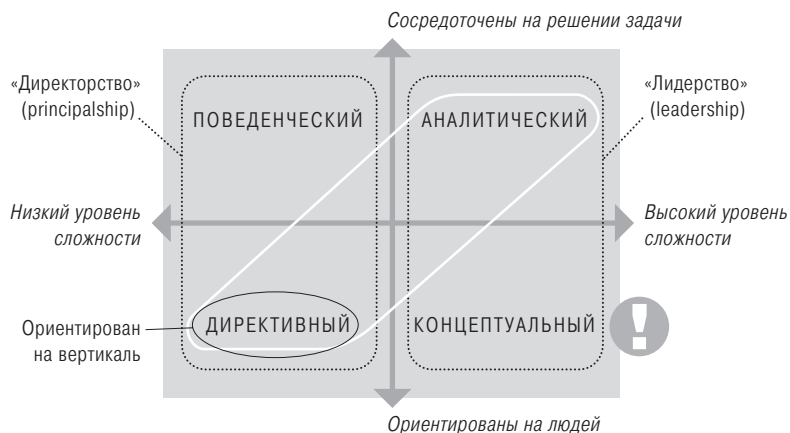 Сосредоточены на решении задачи
«Директорство»
(principalship)
«Лидерство»
(leadership)
ПОВЕДЕНЧЕСКИЙ
АНАЛИТИЧЕСКИЙ
Низкий уровень
сложности
Высокий уровень
сложности
Ориентирован
на вертикаль
ДИРЕКТИВНЫЙ
КОНЦЕПТУАЛЬНЫЙ
!
Ориентированы на людей